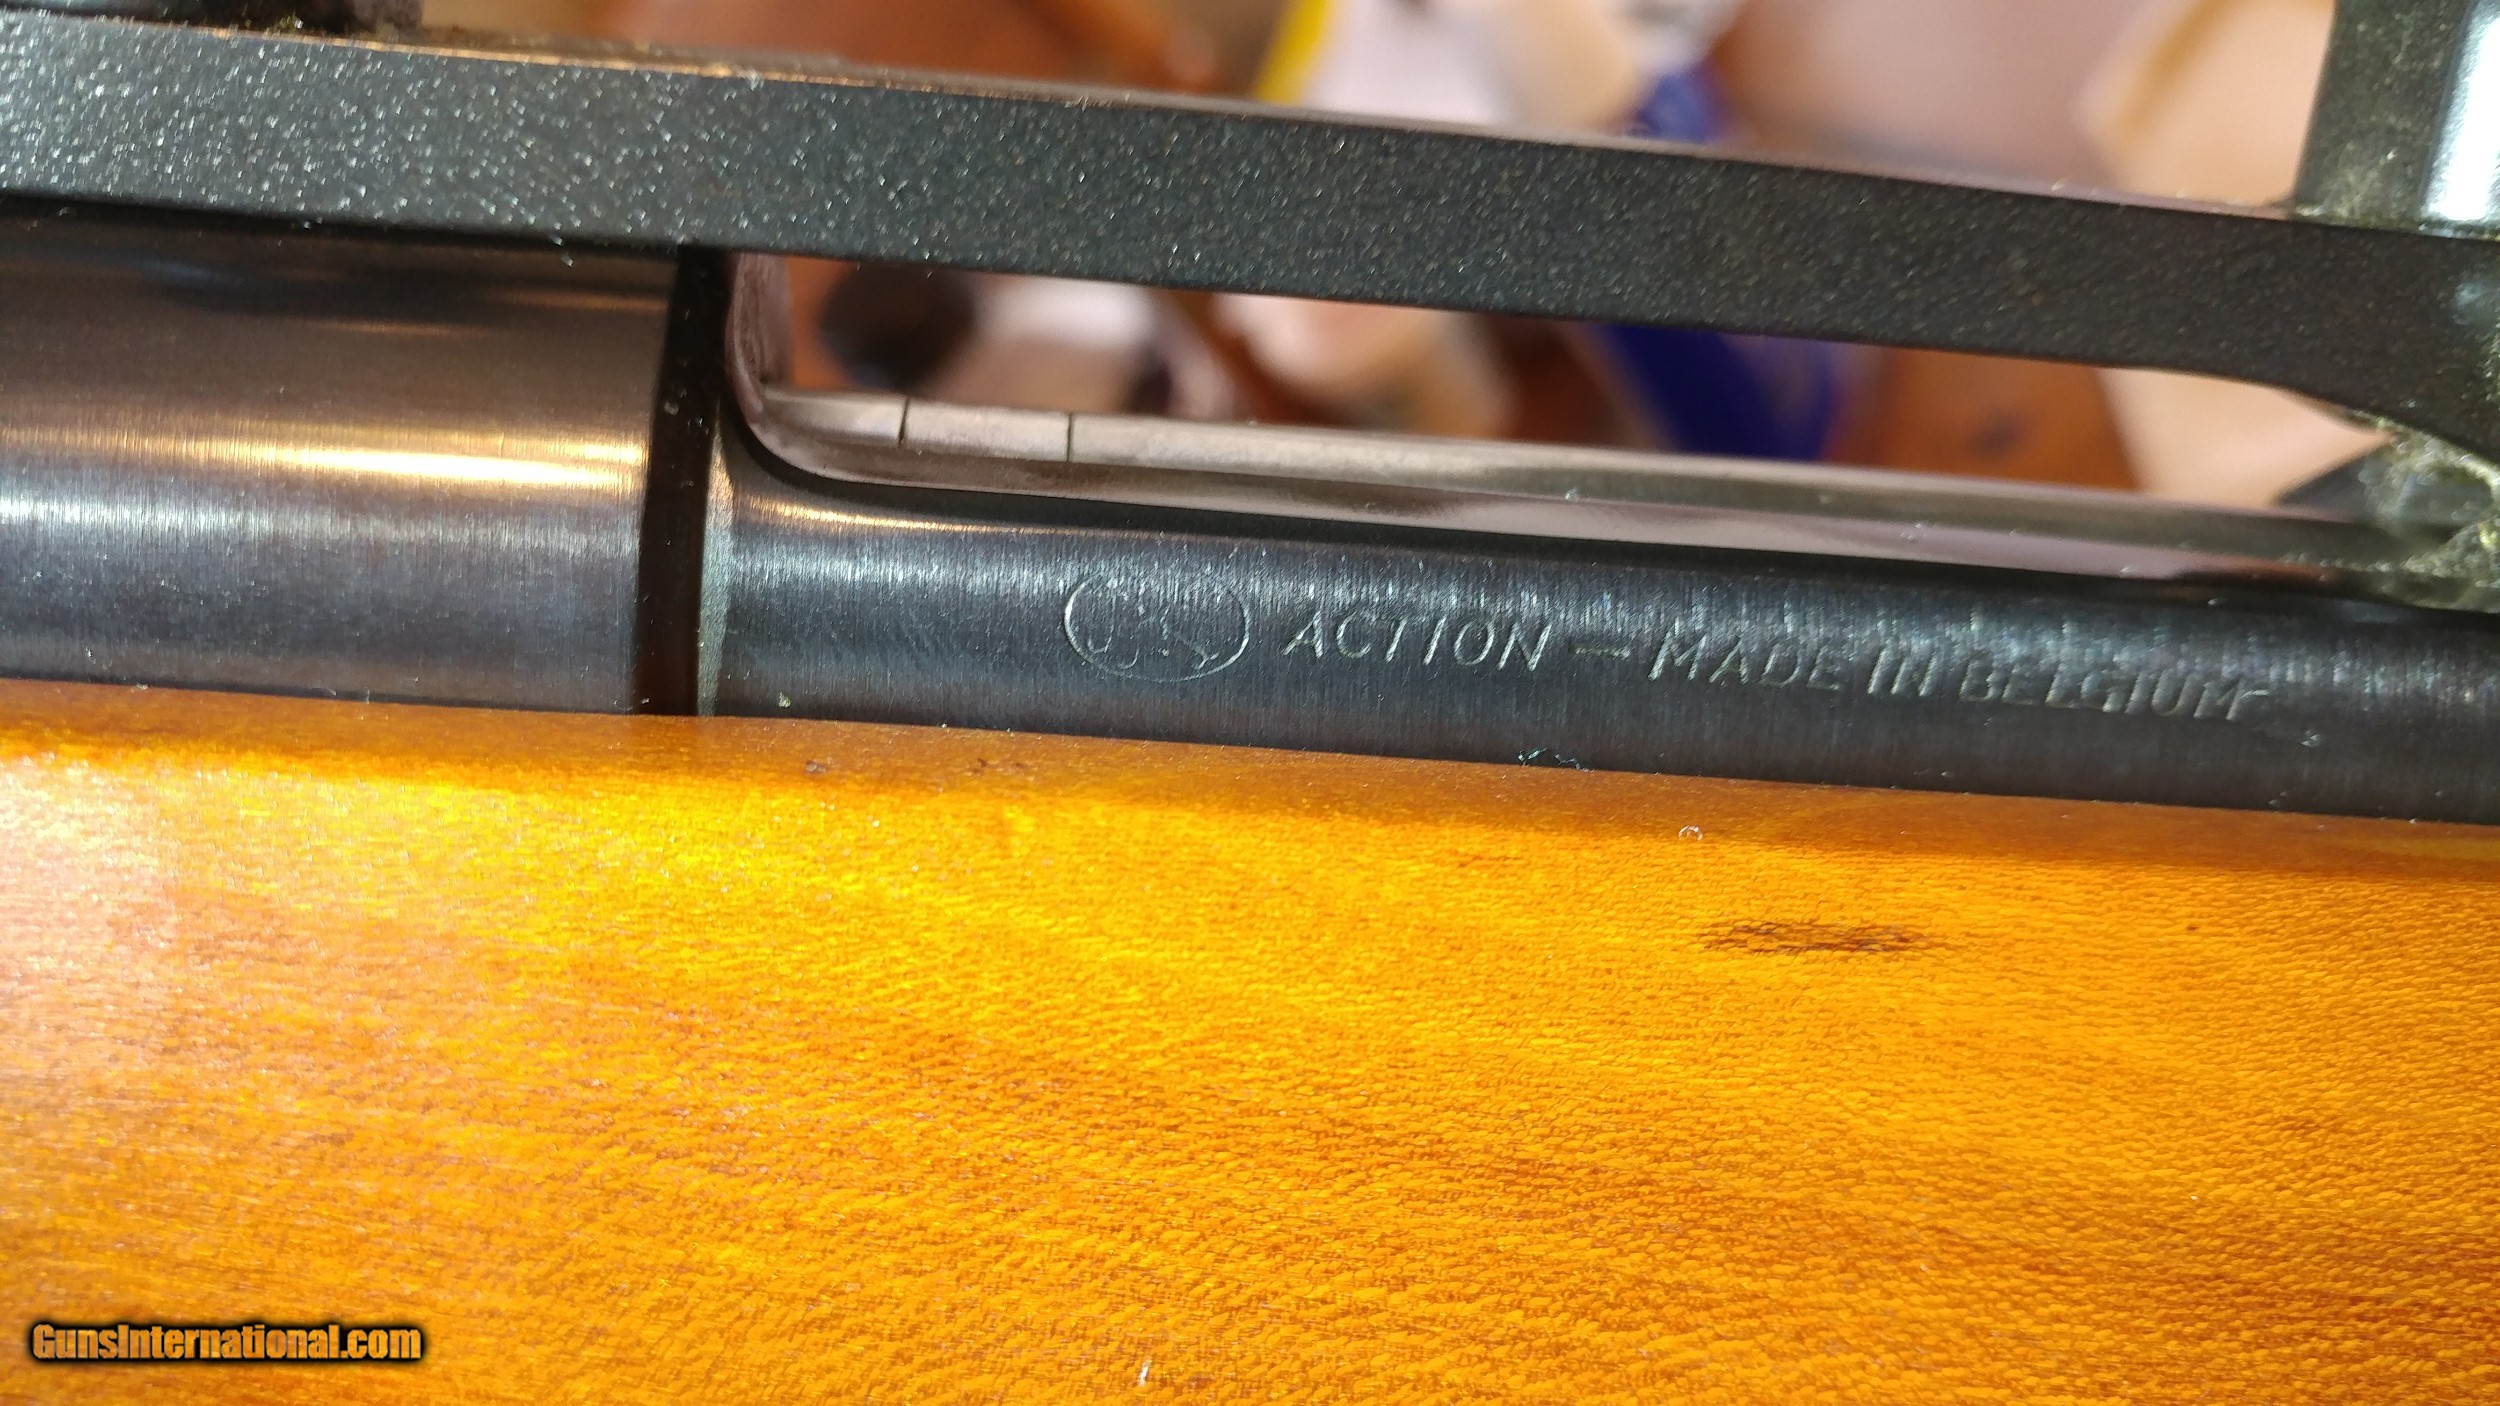 ACTION — MADE IN BELGIUM
GunsInternational.com